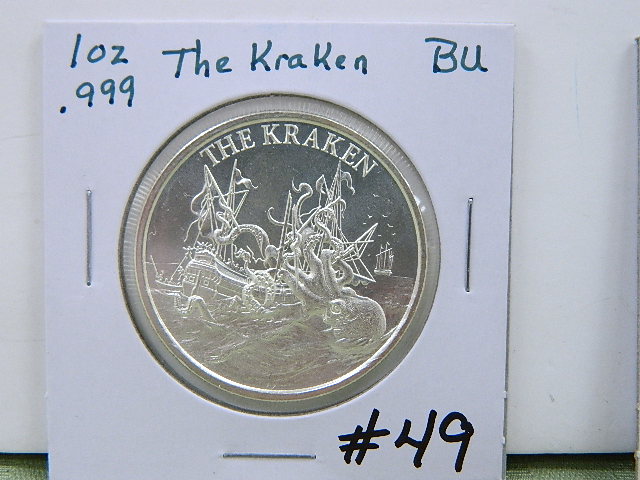 1oz The Kraken BU
.999
THE KRAKEN
#49